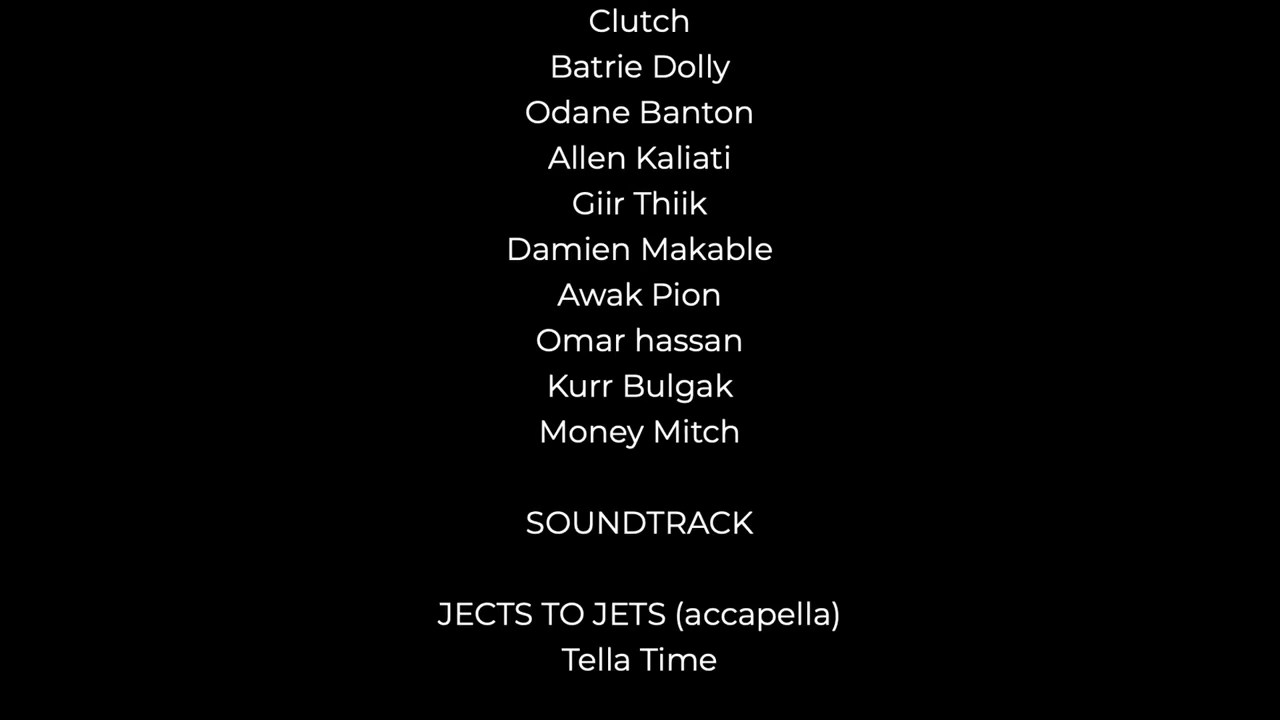 Clutch
Batrie Dolly
Odane Banton
Allen Kaliati
Giir Thiik
Damien Makable
Awak Pion
Omar hassan
Kurr Bulgak
Money Mitch
SOUNDTRACK
JECTS TO JETS (accapella)
Tella Time